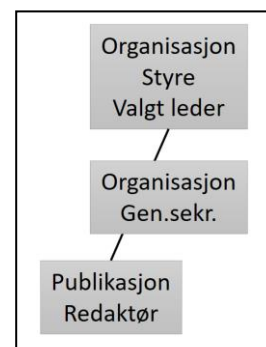 Organisasjon
Styre
Valgt leder
Organisasjon
Gen.sekr.
Publikasjon
Redaktør